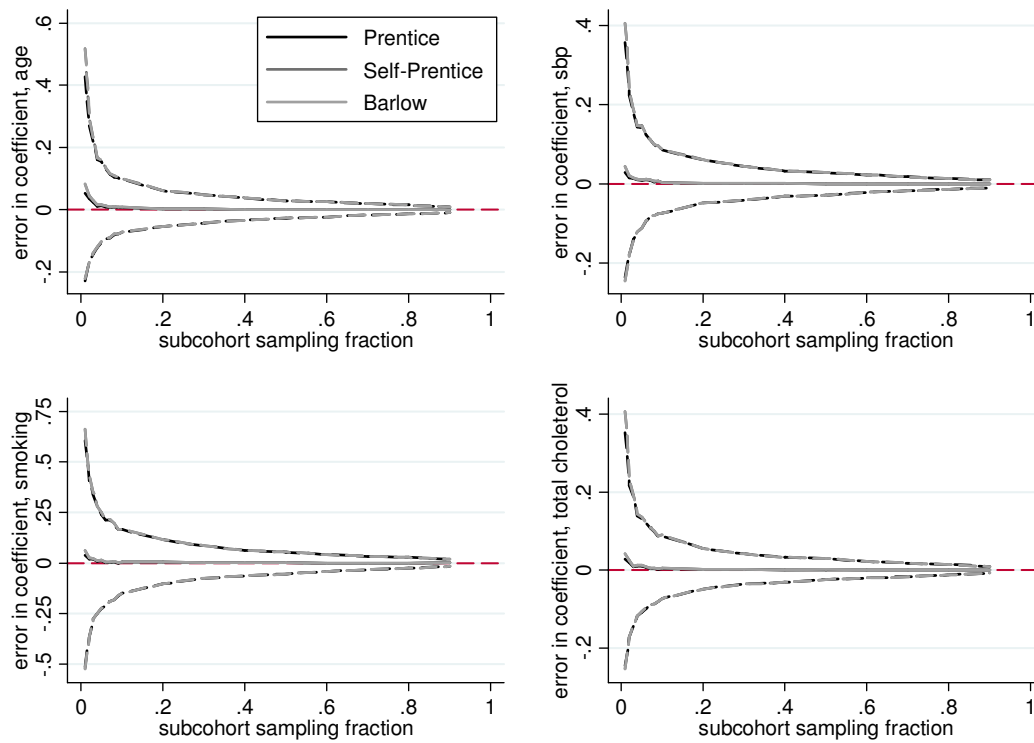 error in coefficient, age
.6
.4
.2
0
-.2
Prentice
Self-Prentice
Barlow
0 .2 .4 .6 .8 1
subcohort sampling fraction
error in coefficient, sbp
.4
.2
0
-.2
0 .2 .4 .6 .8 1
subcohort sampling fraction
error in coefficient, smoking
.75
.5
.25
0
-.25
-.5
0 .2 .4 .6 .8 1
subcohort sampling fraction
error in coefficient, total choleterol
.4
.2
0
-.2
0 .2 .4 .6 .8 1
subcohort sampling fraction